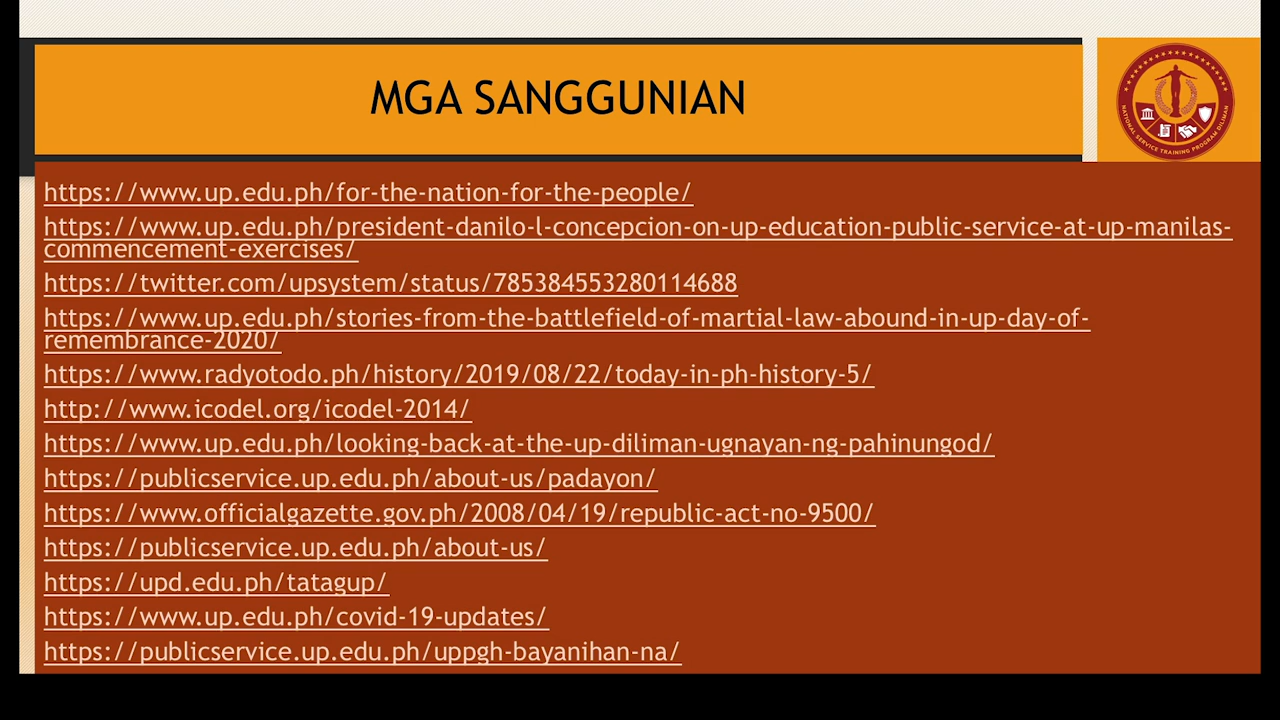 MGA SANGGUNIAN
NATIONAL SERVICE TRAINING PROGRAM DILIMAN
https://www.up.edu.ph/for-the-nation-for-the-people/
https://www.up.edu.ph/president-danilo-l-concepcion-on-up-education-public-service-at-up-manilas-
commencement-exercises/
https://twitter.com/upsystem/status/785384553280114688
https://www.up.edu.ph/stories-from-the-battlefield-of-martial-law-abound-in-up-day-of-
remembrance-2020/
https://www.radyotodo.ph/history/2019/08/22/today-in-ph-history-5/
http://www.icodel.org/icodel-2014/
https://www.up.edu.ph/looking-back-at-the-up-diliman-ugnayan-ng-pahinungod/
https://publicservice.up.edu.ph/about-us/padayon/
https://www.officialgazette.gov.ph/2008/04/19/republic-act-no-9500/
https://publicservice.up.edu.ph/about-us/
https://upd.edu.ph/tatagup/
https://www.up.edu.ph/covid-19-updates/
https://publicservice.up.edu.ph/uppgh-bayanihan-na/